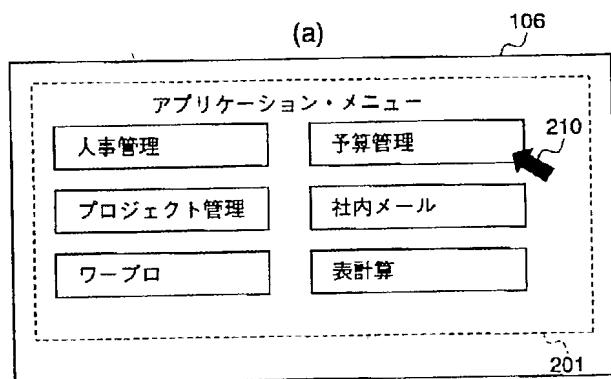 (a)
106
アプリケーション・メニュー
人事管理
予算管理
210
プロジェクト管理
社内メール
ワープロ
表計算
201